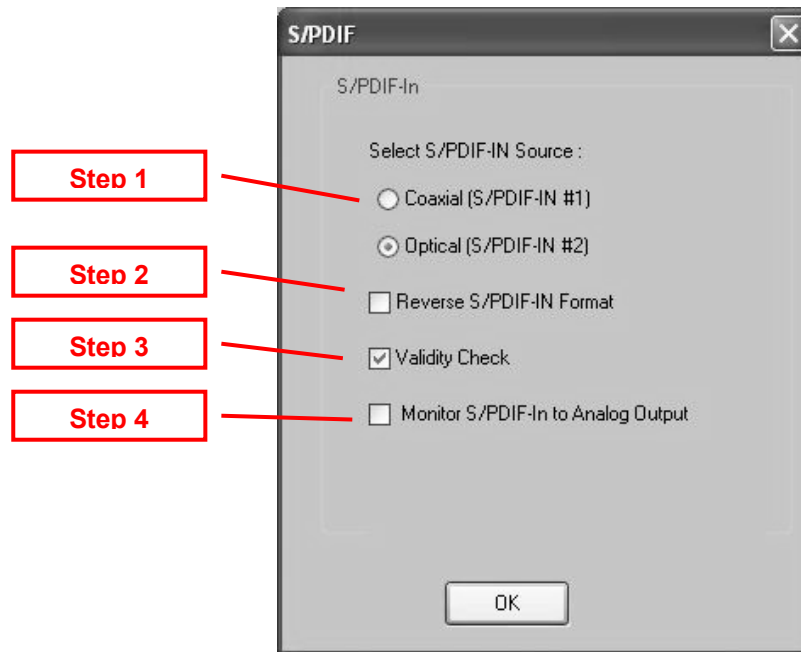 S/PDIF
S/PDIF-In
Select S/PDIF-IN Source :
Step 1
Coaxial (S/PDIF-IN #1)
Optical (S/PDIF-IN #2)
Step 2
Reverse S/PDIF-IN Format
Step 3
Validity Check
Step 4
Monitor S/PDIF-In to Analog Output
OK